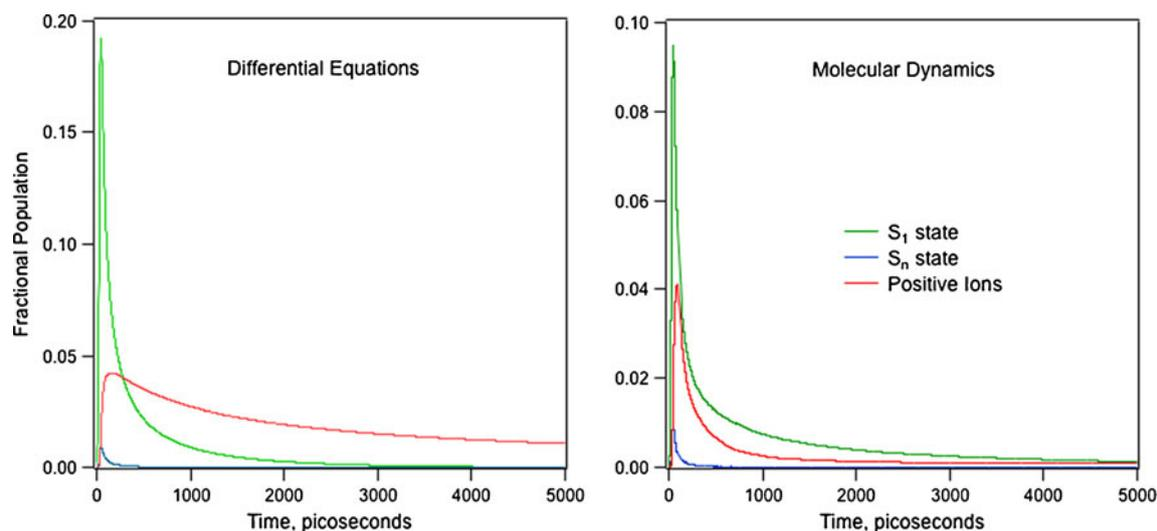 Differential Equations
Fractional Population
0.20
0.15
0.10
0.05
0.00
0 1000 2000 3000 4000 5000
Time, picoseconds
Molecular Dynamics
0.10
0.08
0.06
0.04
0.02
0.00
S₁ state
Sₙ state
Positive Ions
0 1000 2000 3000 4000 5000
Time, picoseconds